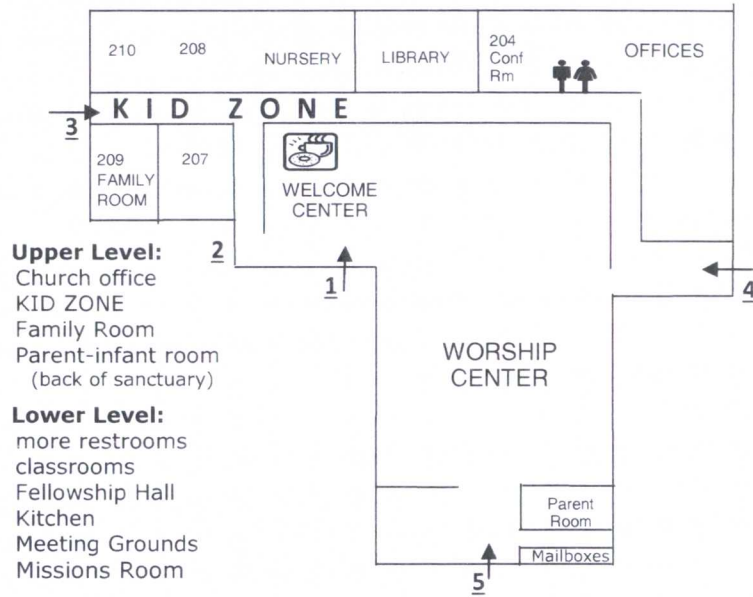 210
208
NURSERY
LIBRARY
204
Conf
Rm
OFFICES
KID ZONE
3
209
FAMILY
ROOM
207
WELCOME
CENTER
2
1
4
Upper Level:
Church office
KID ZONE
Family Room
Parent-infant room
(back of sanctuary)
WORSHIP
CENTER
Lower Level:
more restrooms
classrooms
Fellowship Hall
Kitchen
Meeting Grounds
Missions Room
Parent
Room
Mailboxes
5